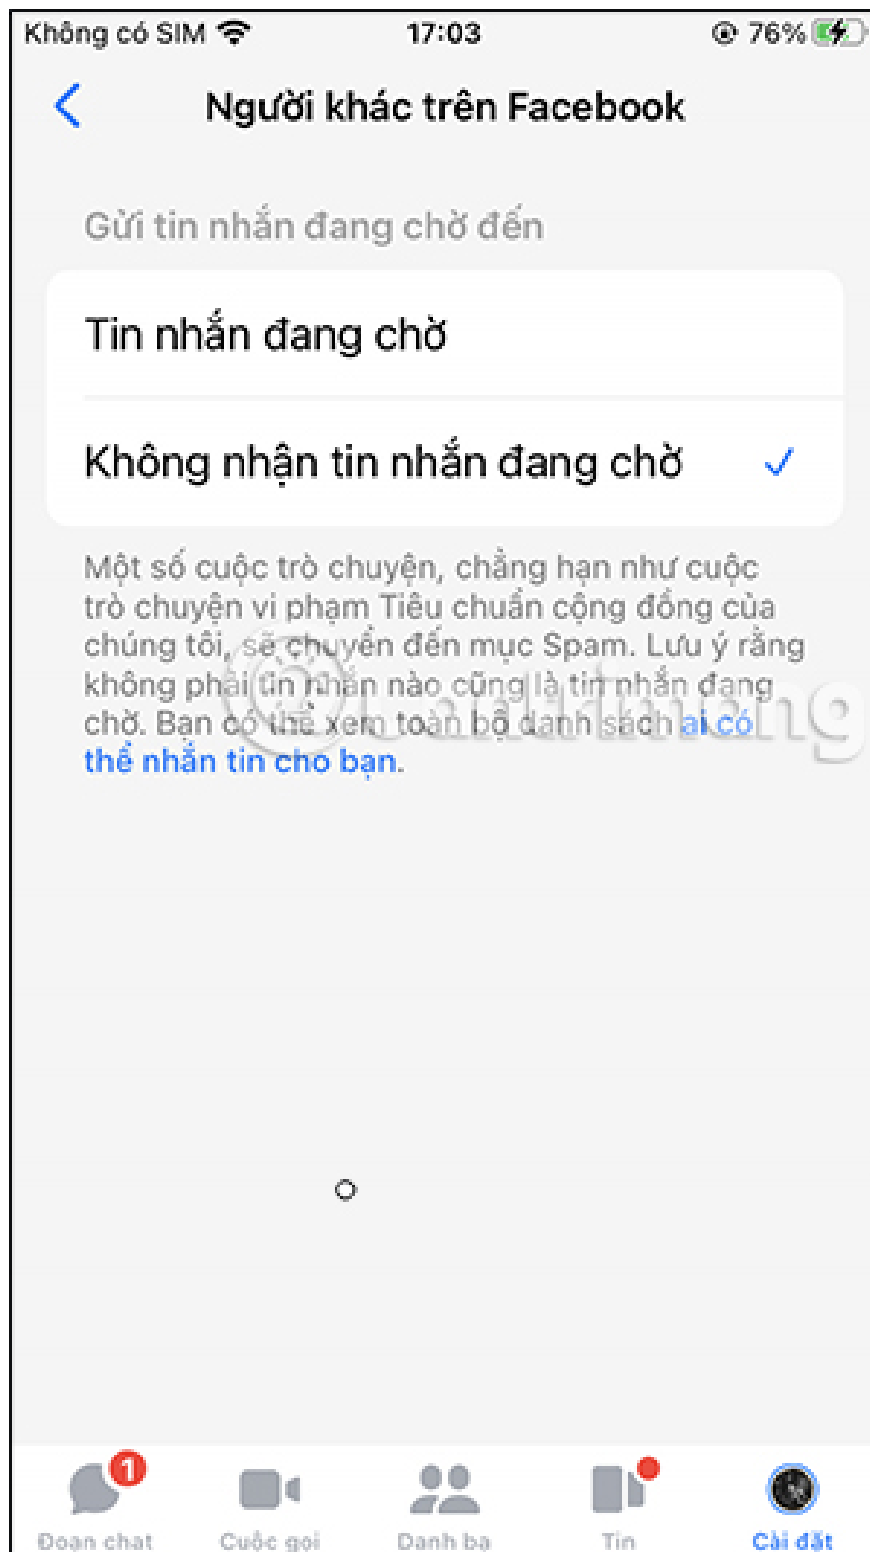 Không có SIM 17:03 76%
Người khác trên Facebook
Gửi tin nhắn đang chờ đến
Tin nhắn đang chờ
Không nhận tin nhắn đang chờ
Một số cuộc trò chuyện, chẳng hạn như cuộc
trò chuyện vi phạm Tiêu chuẩn cộng đồng của
chúng tôi, sẽ chuyển đến mục Spam. Lưu ý rằng
không phải tin nhắn nào cũng là tin nhắn đang
chờ. Bạn có thể xem toàn bộ danh sách ai có
thể nhắn tin cho bạn.
1
Đoạn chat Cuộc gọi Danh bạ Tin Cài đặt